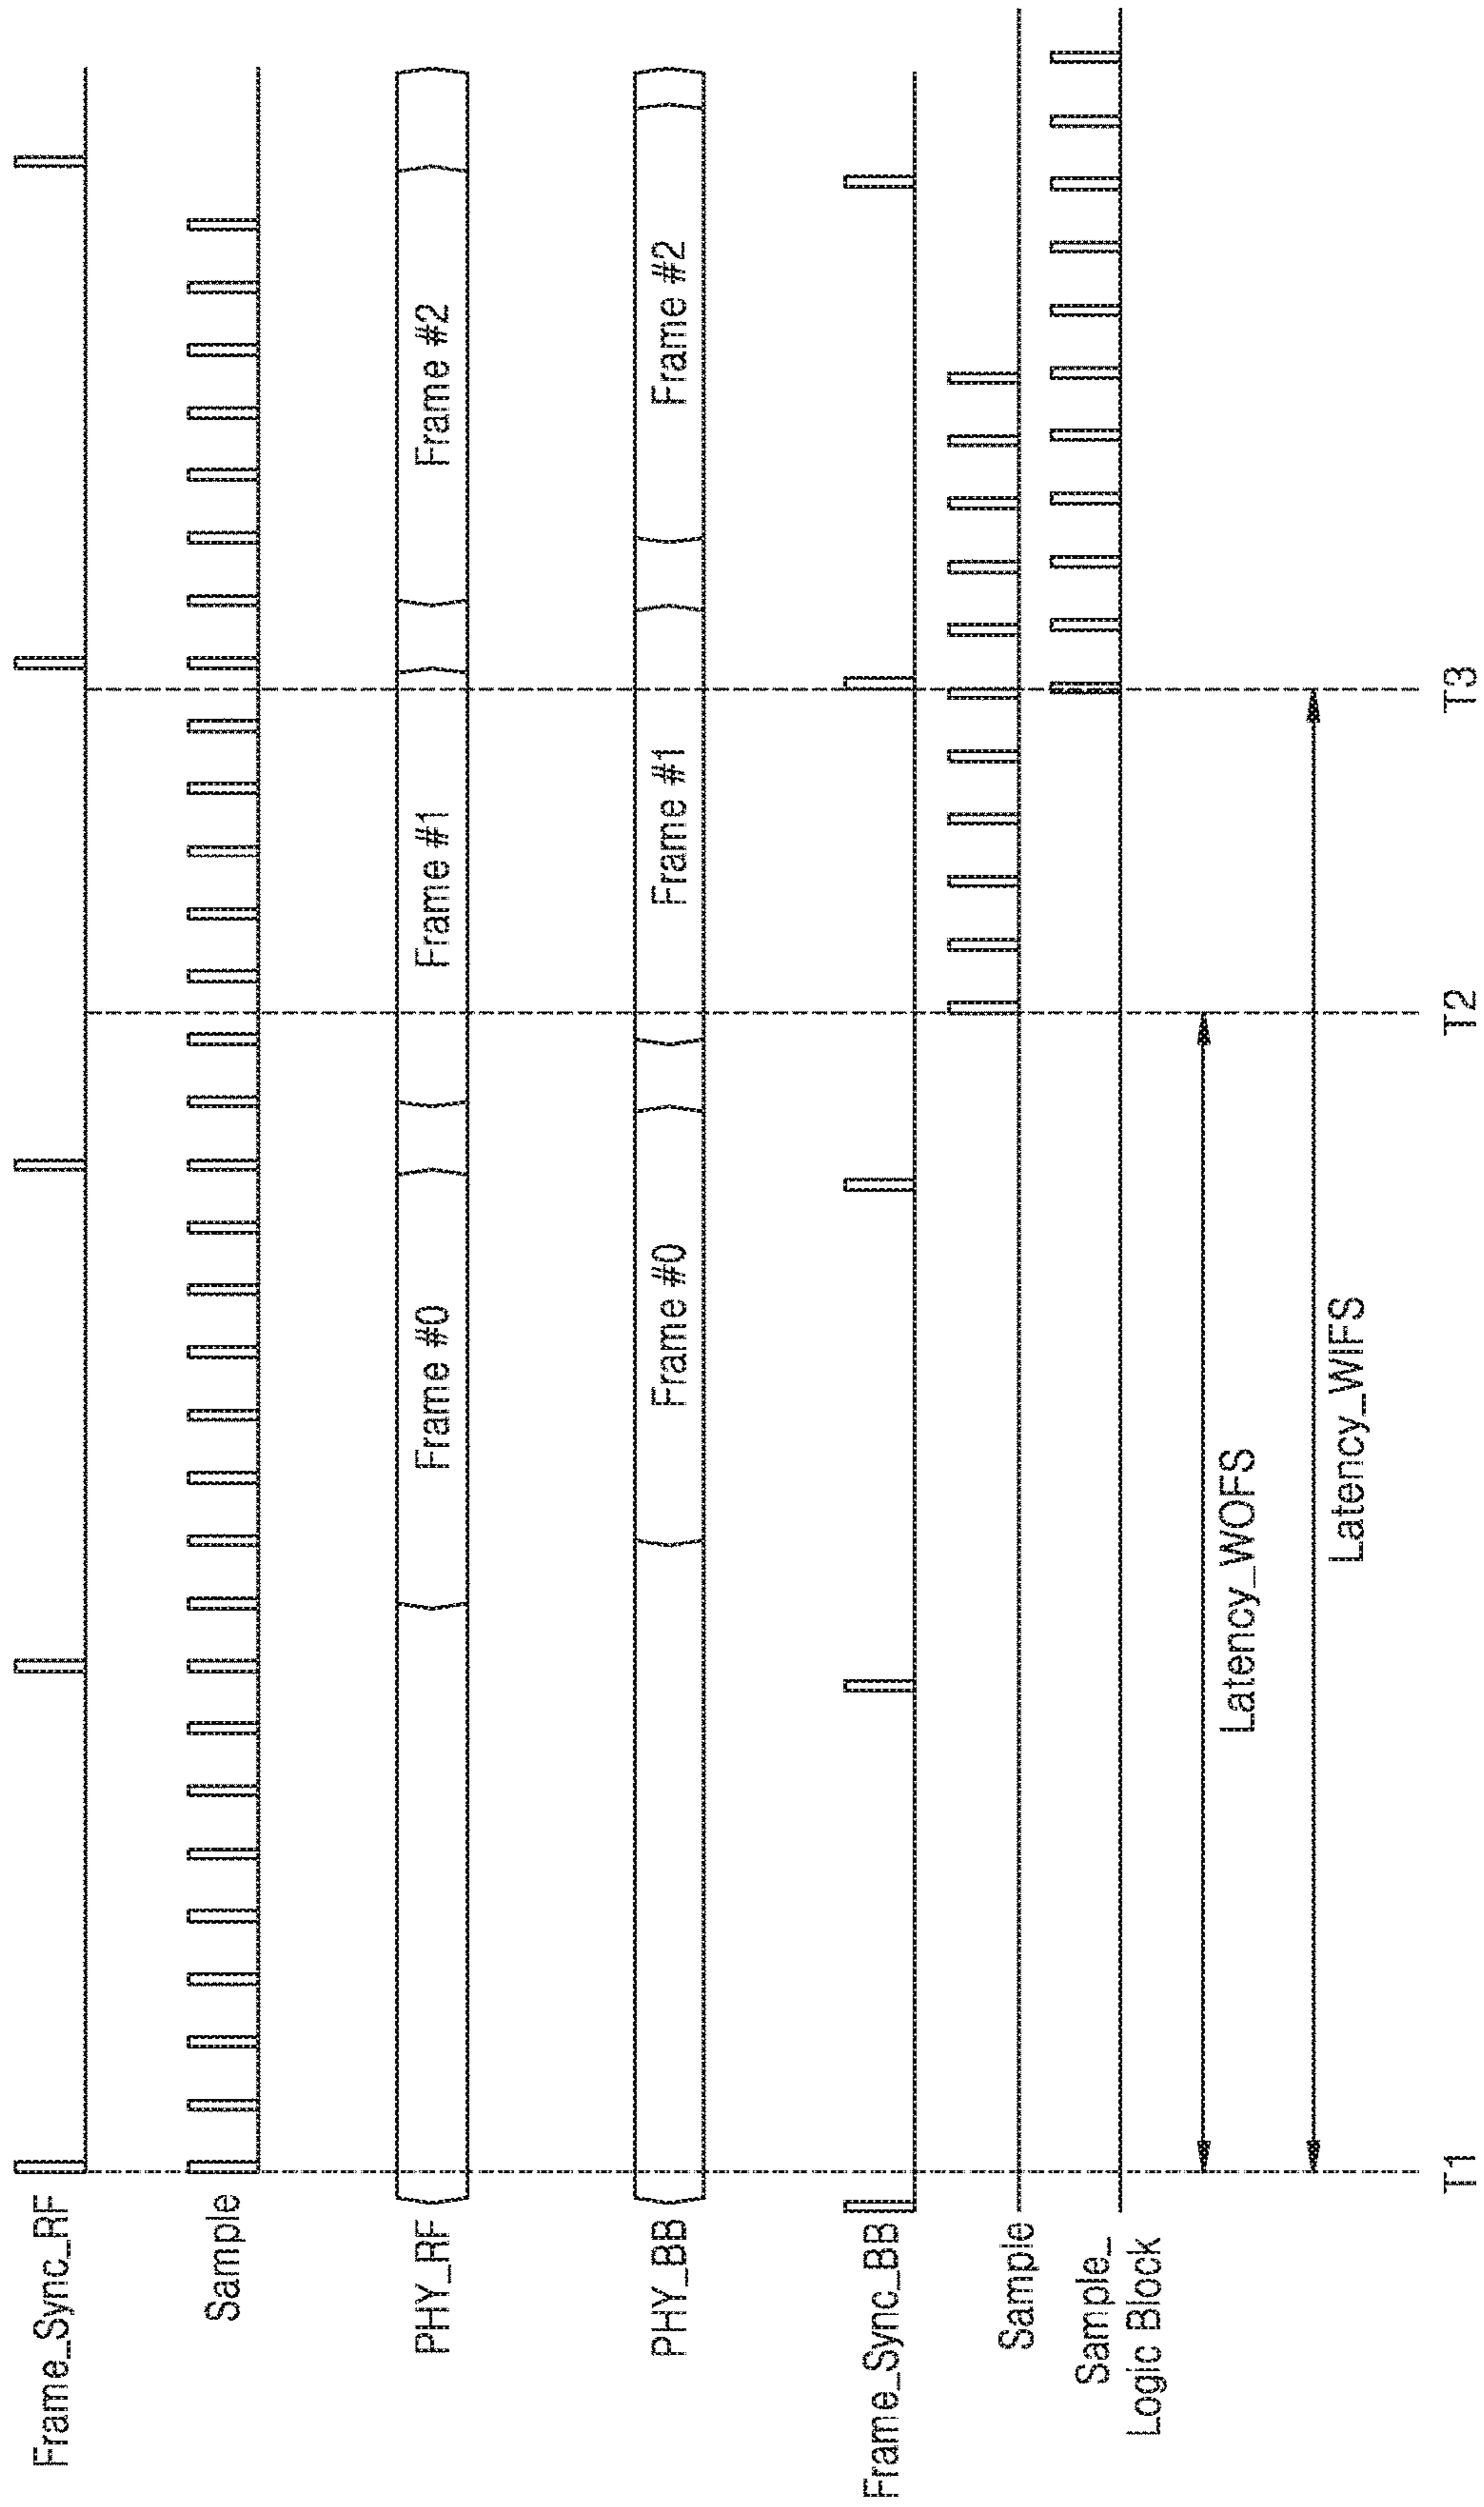 Frame_Sync_RF
Sample
PHY_RF
Frame #0
Frame #1
Frame #2
PHY_BB
Frame #0
Frame #1
Frame #2
Frame_Sync_BB
Sample
Sample_
Logic Block
Latency_WOFS
Latency_WIFS
T1
T2
T3